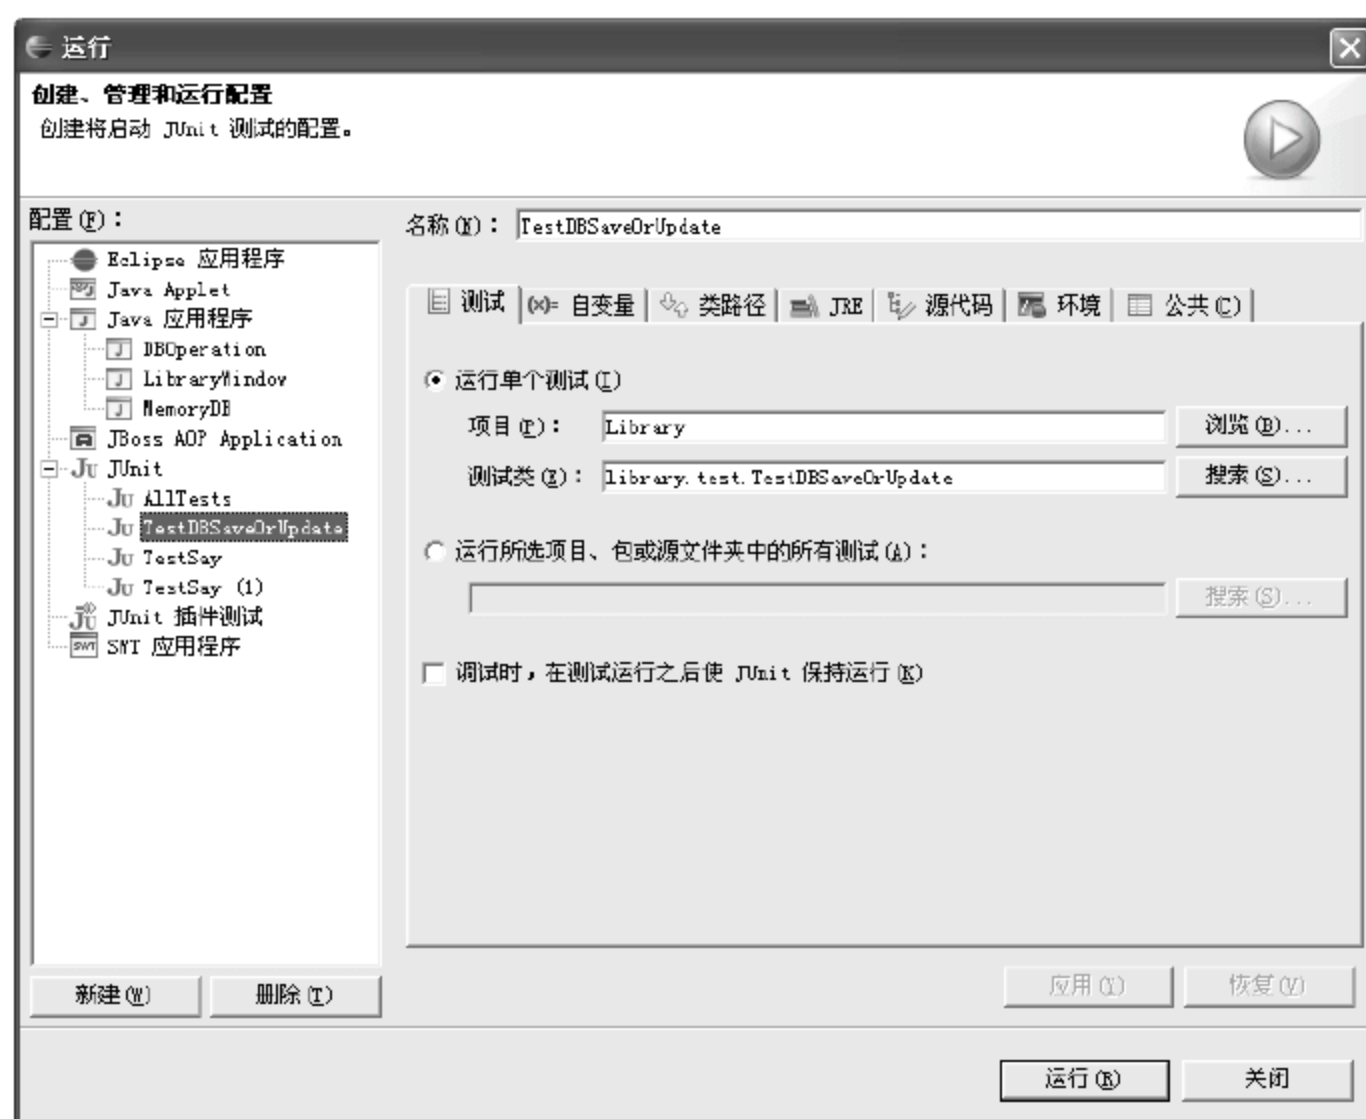 运行
创建、管理和运行配置
创建将启动 JUnit 测试的配置。
配置(F)：
Eclipse 应用程序
Java Applet
Java 应用程序
DBOperation
LibraryWindow
MemoryDB
JBoss AOP Application
JUnit
AllTests
TestDBSaveOrUpdate
TestSay
TestSay (1)
JUnit 插件测试
SWT 应用程序
新建(W)
删除(T)
名称(N)： TestDBSaveOrUpdate
测试 (x)= 自变量 类路径 JRE 源代码 环境 公共(C)
运行单个测试(I)
项目(P)： Library 浏览(B)...
测试类(E)： library.test.TestDBSaveOrUpdate 搜索(S)...
运行所选项目、包或源文件夹中的所有测试(A)：
搜索(S)...
调试时，在测试运行之后使 JUnit 保持运行(K)
应用(Y) 恢复(V)
运行(R) 关闭